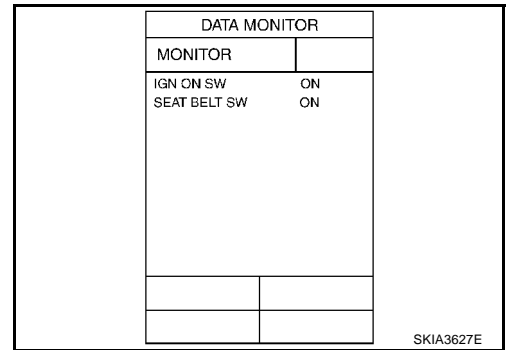 DATA MONITOR
MONITOR
IGN ON SW ON
SEAT BELT SW ON
SKIA3627E